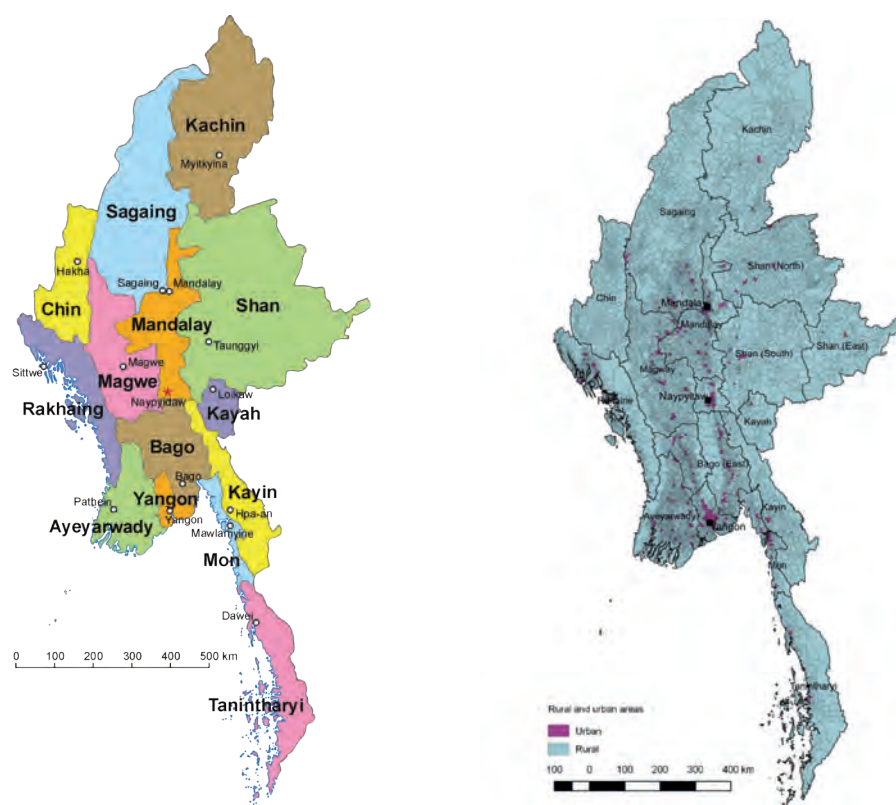 Kachin
Myitkyina
Sagaing
Hakha
Sagaing
Mandalay
Chin
Shan
Mandalay
Taunggyi
Sittwe
Magwe
Magwe
Loikaw
Naypyidaw
Rakhaing
Kayah
Bago
Bago
Kayin
Yangon
Pathein
Yangon
Hpa-an
Ayeyarwady
Mawlamyine
Mon
Dawei
0 100 200 300 400 500 km
Tanintharyi
Kachin
Sagaing
Shan (North)
Chin
Mandalay
Mandalay
Shan (South)
Shan (East)
Magway
Naypyitaw
Kayah
Bago (East)
Kayin
Ayeyarwady
Yangon
Mon
Tanintharyi
Rural and urban areas
Urban
Rural
100 0 100 200 300 400 km